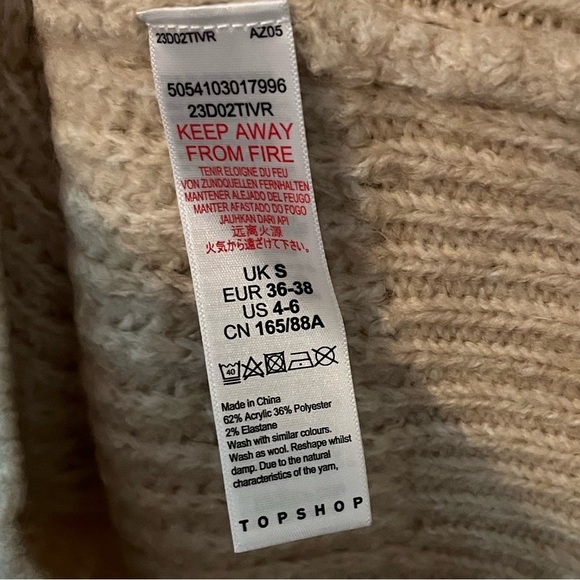 23D02TIVR AZ05
5054103017996
23D02TIVR
KEEP AWAY
FROM FIRE
TENIR ELOIGNE DU FEU
VON ZUNDQUELLEN FERNHALTEN
MANTENER ALEJADO DEL FEUGO
MANTER AFASTADO DO FOGO
JAUHKAN DARI API
远离火源
火気から遠ざけて下さい。
UK S
EUR 36-38
US 4-6
CN 165/88A
40
Made in China
62% Acrylic 36% Polyester
2% Elastane
Wash with similar colours.
Wash as wool. Reshape whilst
damp. Due to the natural
characteristics of the yarn,
TOPSHOP